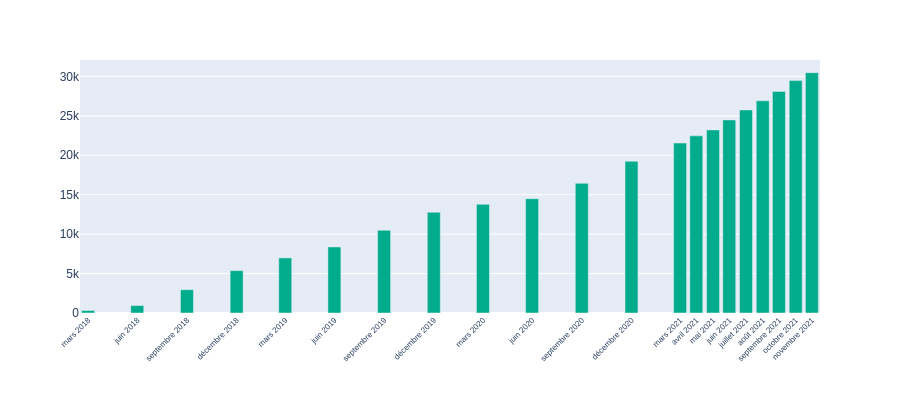 30k
25k
20k
15k
10k
5k
0
mars 2018
juin 2018
septembre 2018
décembre 2018
mars 2019
juin 2019
septembre 2019
décembre 2019
mars 2020
juin 2020
septembre 2020
décembre 2020
mars 2021
avril 2021
mai 2021
juin 2021
juillet 2021
août 2021
septembre 2021
octobre 2021
novembre 2021